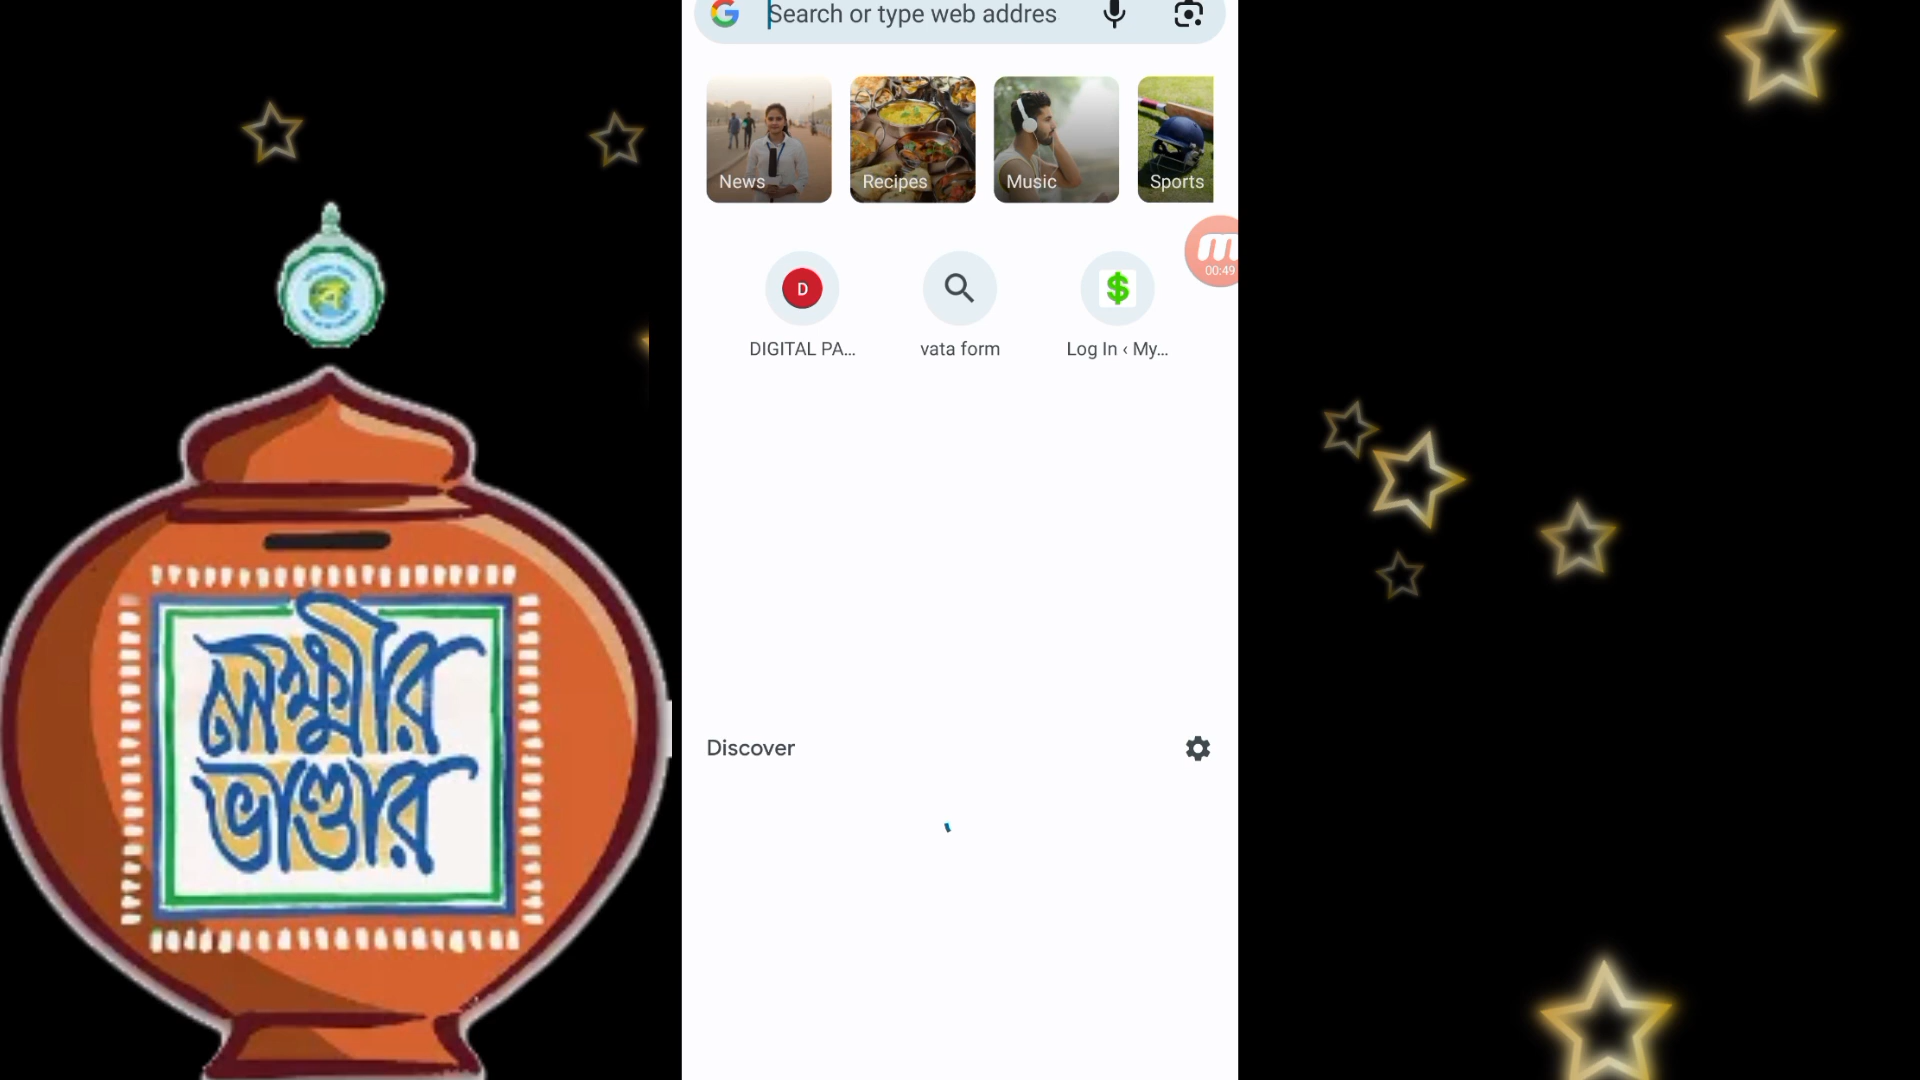 Search or type web addres
News
Recipes
Music
Sports
00:49
D
DIGITAL PA...
vata form
Log In ‹ My...
Discover
লক্ষ্মীর
ভাণ্ডার
ব